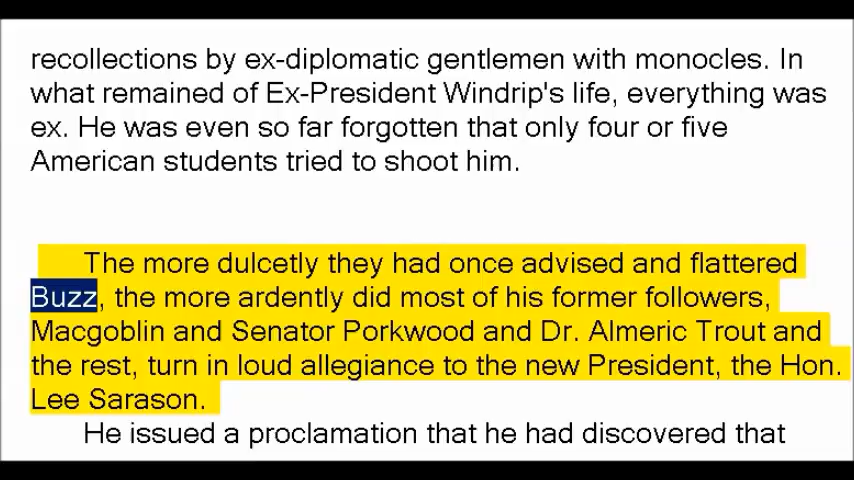 recollections by ex-diplomatic gentlemen with monocles. In
what remained of Ex-President Windrip's life, everything was
ex. He was even so far forgotten that only four or five
American students tried to shoot him.
The more dulcetly they had once advised and flattered
Buzz, the more ardently did most of his former followers,
Macgoblin and Senator Porkwood and Dr. Almeric Trout and
the rest, turn in loud allegiance to the new President, the Hon.
Lee Sarason.
He issued a proclamation that he had discovered that